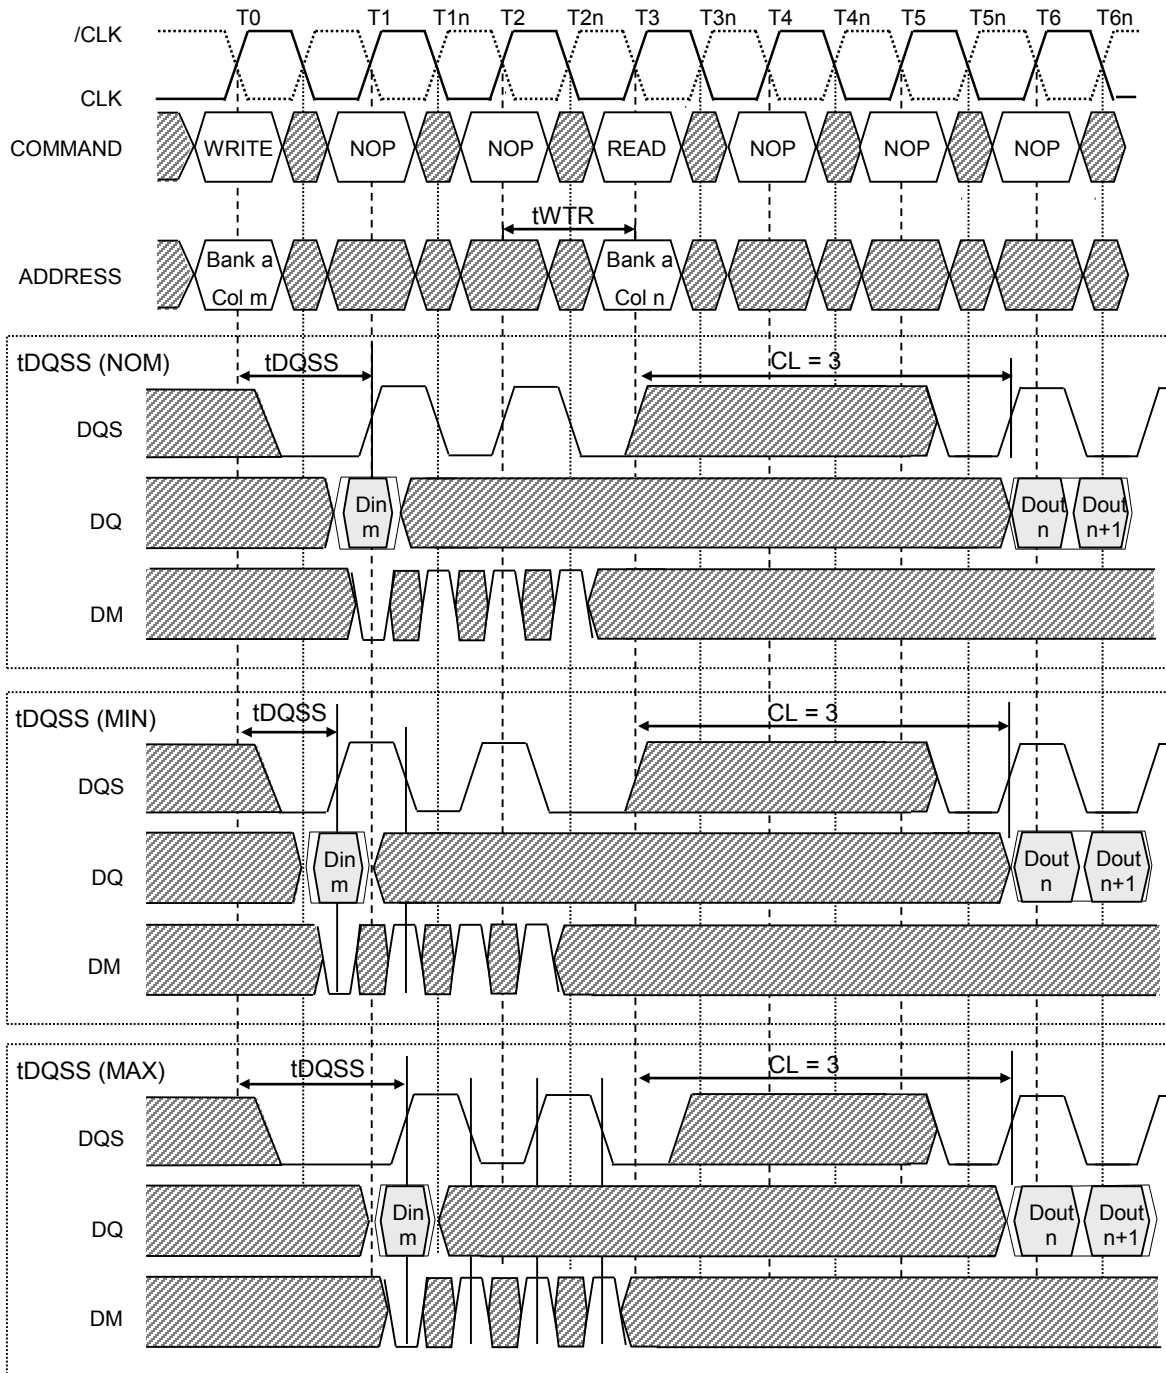 T0 T1 T1n T2 T2n T3 T3n T4 T4n T5 T5n T6 T6n
/CLK
CLK
COMMAND WRITE NOP NOP READ NOP NOP NOP
tWTR
ADDRESS Bank a Bank a
Col m Col n
tDQSS (NOM) tDQSS CL = 3
DQS
DQ Din Dout Dout
m n n+1
DM
tDQSS (MIN) tDQSS CL = 3
DQS
DQ Din Dout Dout
m n n+1
DM
tDQSS (MAX) tDQSS CL = 3
DQS
DQ Din Dout Dout
m n n+1
DM